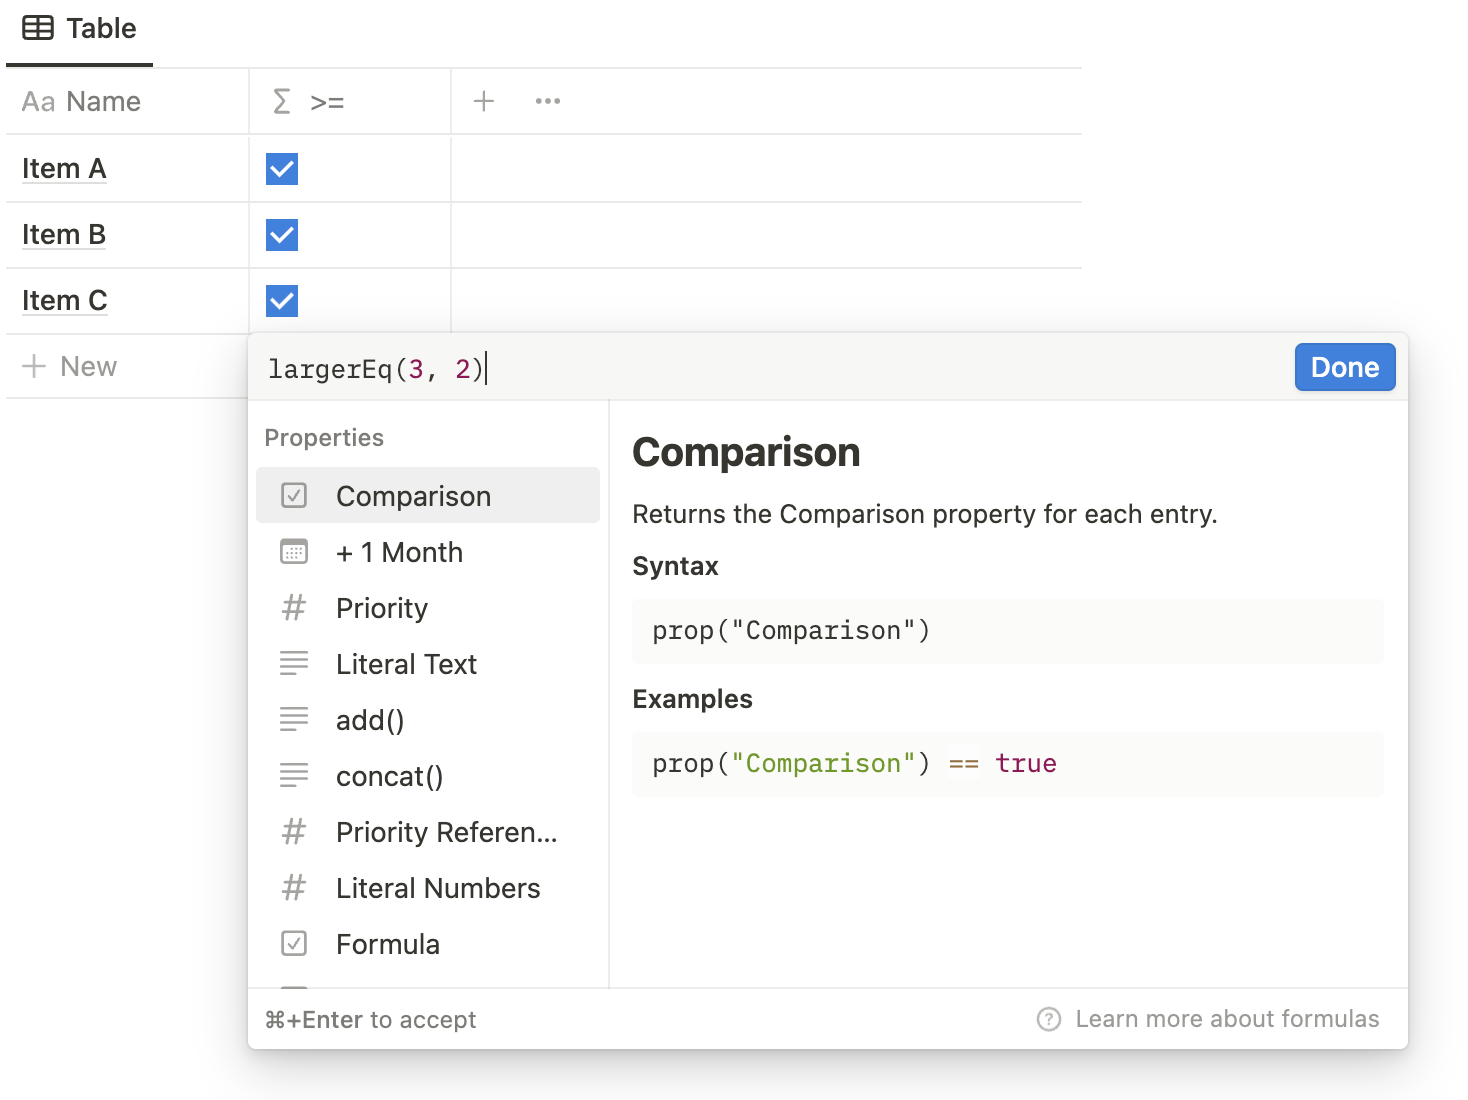 Table
Aa Name
Σ >=
Item A
Item B
Item C
New
largerEq(3, 2)
Done
Properties
Comparison
+ 1 Month
Priority
Literal Text
add()
concat()
Priority Referen...
Literal Numbers
Formula
Comparison
Returns the Comparison property for each entry.
Syntax
prop("Comparison")
Examples
prop("Comparison") == true
⌘+Enter to accept
? Learn more about formulas